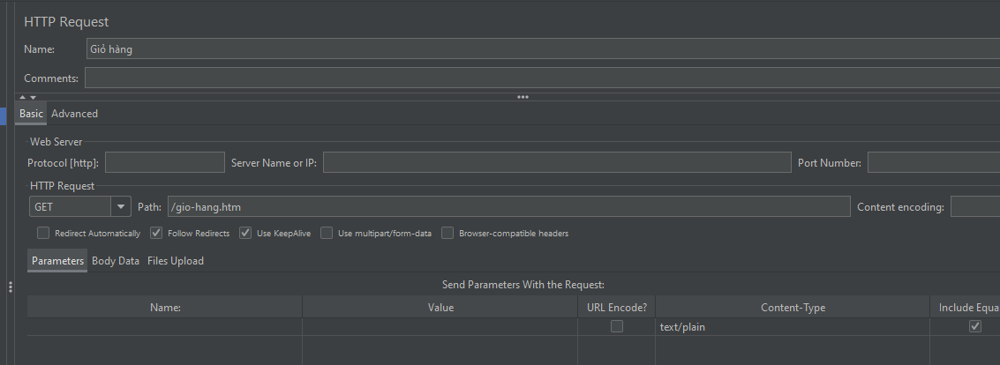 HTTP Request
Name: Giỏ hàng
Comments:
Basic Advanced
Web Server
Protocol [http]: Server Name or IP: Port Number:
HTTP Request
GET Path: /gio-hang.htm Content encoding:
Redirect Automatically Follow Redirects Use KeepAlive Use multipart/form-data Browser-compatible headers
Parameters Body Data Files Upload
Send Parameters With the Request:
Name: Value URL Encode? Content-Type Include Equa
text/plain